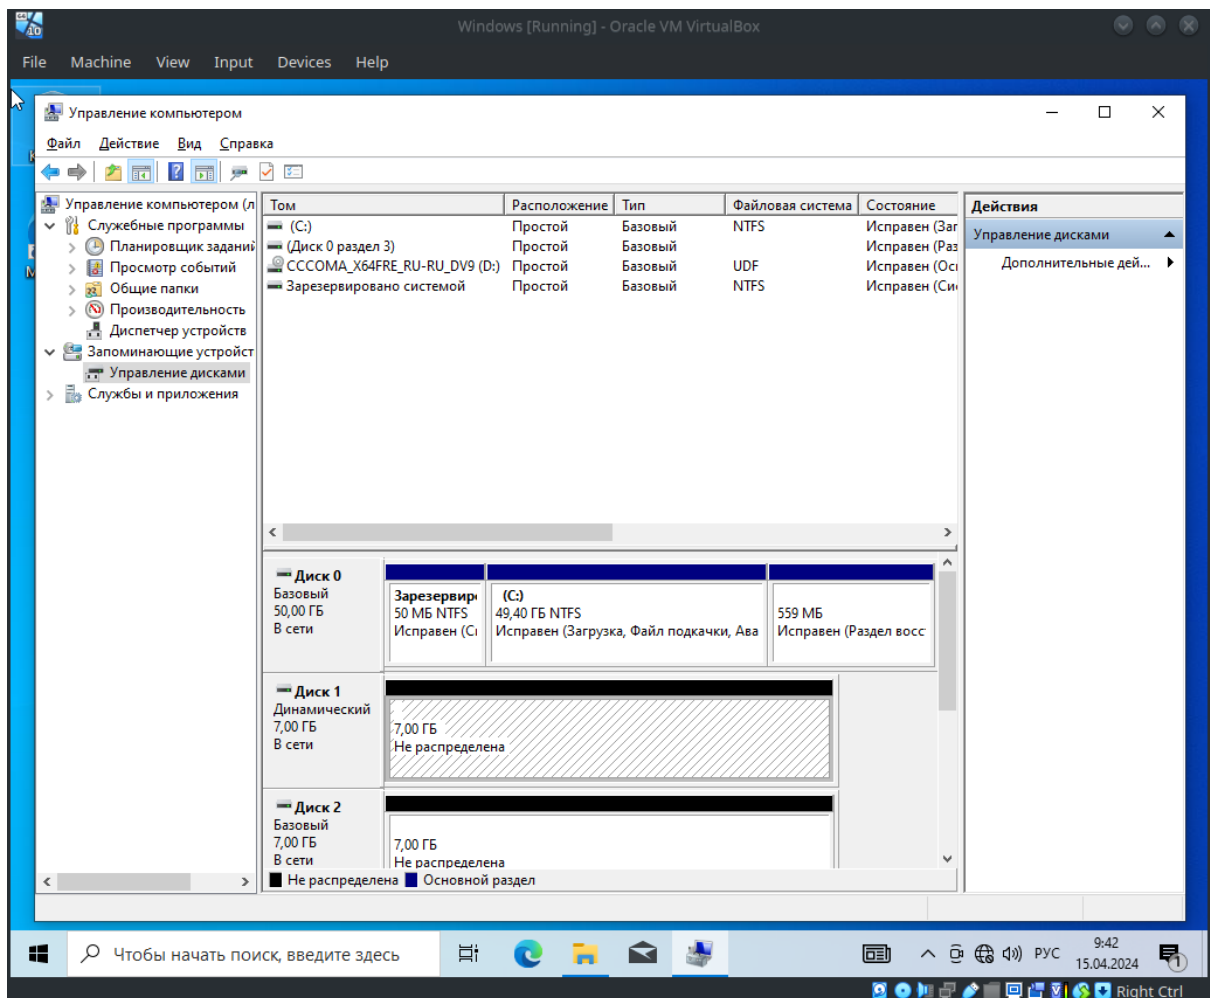 Windows [Running] - Oracle VM VirtualBox
File Machine View Input Devices Help
Управление компьютером
Файл Действие Вид Справка
Управление компьютером (л
Служебные программы
Планировщик заданий
Просмотр событий
Общие папки
Производительность
Диспетчер устройств
Запоминающие устройст
Управление дисками
Службы и приложения
Том Расположение Тип Файловая система Состояние
(C:) Простой Базовый NTFS Исправен (Заг
(Диск 0 раздел 3) Простой Базовый Исправен (Раз
CCCOMA_X64FRE_RU-RU_DV9 (D:) Простой Базовый UDF Исправен (Осн
Зарезервировано системой Простой Базовый NTFS Исправен (Сис
Действия
Управление дисками
Дополнительные дей...
Диск 0
Базовый
50,00 ГБ
В сети
Зарезервиро
50 МБ NTFS
Исправен (Си
(C:)
49,40 ГБ NTFS
Исправен (Загрузка, Файл подкачки, Ава
559 МБ
Исправен (Раздел восс
Диск 1
Динамический
7,00 ГБ
В сети
7,00 ГБ
Не распределена
Диск 2
Базовый
7,00 ГБ
В сети
7,00 ГБ
Не распределена
Не распределена Основной раздел
Чтобы начать поиск, введите здесь
РУС
9:42
15.04.2024
1
Right Ctrl